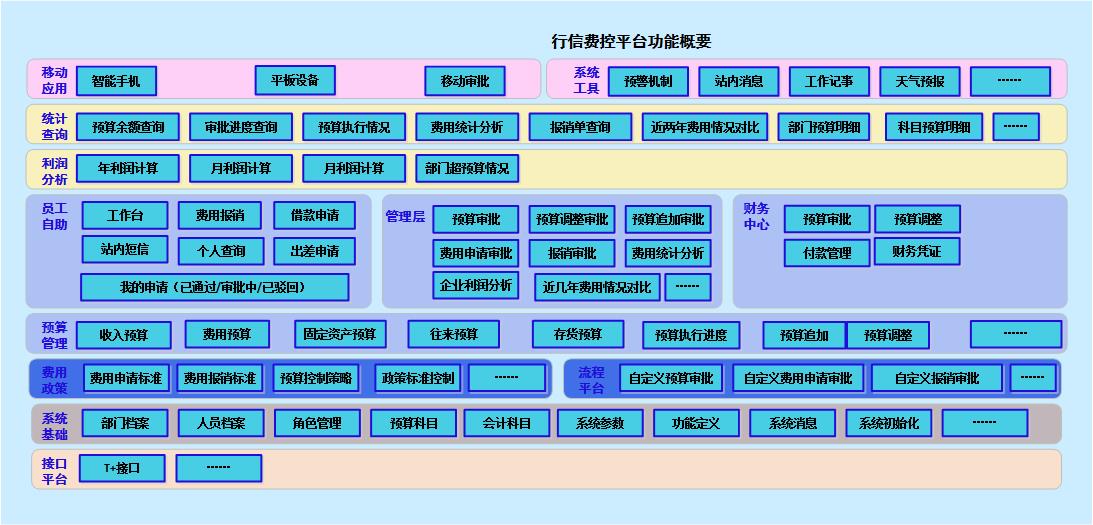 行信费控平台功能概要
移动应用
智能手机
平板设备
移动审批
系统工具
预警机制
站内消息
工作记事
天气预报
······
统计查询
预算余额查询
审批进度查询
预算执行情况
费用统计分析
报销单查询
近两年费用情况对比
部门预算明细
科目预算明细
······
利润分析
年利润计算
月利润计算
月利润计算
部门超预算情况
员工自助
工作台
费用报销
借款申请
站内短信
个人查询
出差申请
我的申请（已通过/审批中/已驳回）
管理层
预算审批
预算调整审批
预算追加审批
费用申请审批
报销审批
费用统计分析
企业利润分析
近几年费用情况对比
······
财务中心
预算审批
预算调整
付款管理
财务凭证
预算管理
收入预算
费用预算
固定资产预算
往来预算
存货预算
预算执行进度
预算追加
预算调整
······
费用政策
费用申请标准
费用报销标准
预算控制策略
政策标准控制
······
流程平台
自定义预算审批
自定义费用申请审批
自定义报销审批
······
系统基础
部门档案
人员档案
角色管理
预算科目
会计科目
系统参数
功能定义
系统消息
系统初始化
······
接口平台
T+接口
······